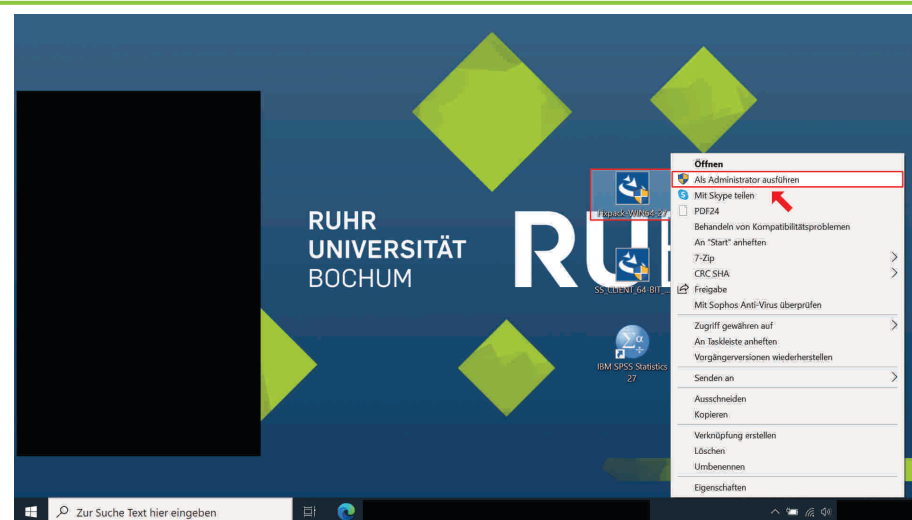 RUHR
UNIVERSITÄT
BOCHUM
RU
Fixpack-WIN64-27
SS_CLIENT_64-BIT_...
IBM SPSS Statistics
27
Öffnen
Als Administrator ausführen
Mit Skype teilen
PDF24
Behandeln von Kompatibilitätsproblemen
An "Start" anheften
7-Zip
CRC SHA
Freigabe
Mit Sophos Anti-Virus überprüfen
Zugriff gewähren auf
An Taskleiste anheften
Vorgängerversionen wiederherstellen
Senden an
Ausschneiden
Kopieren
Verknüpfung erstellen
Löschen
Umbenennen
Eigenschaften
Zur Suche Text hier eingeben